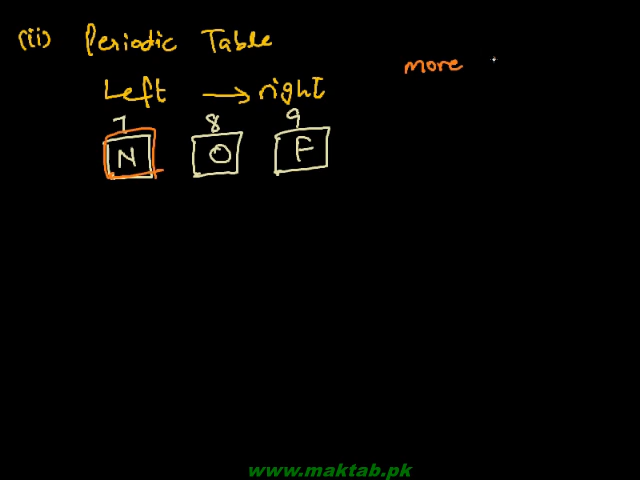 (ii) Periodic Table
more
Left → right
7 8 9
N O F
www.maktab.pk